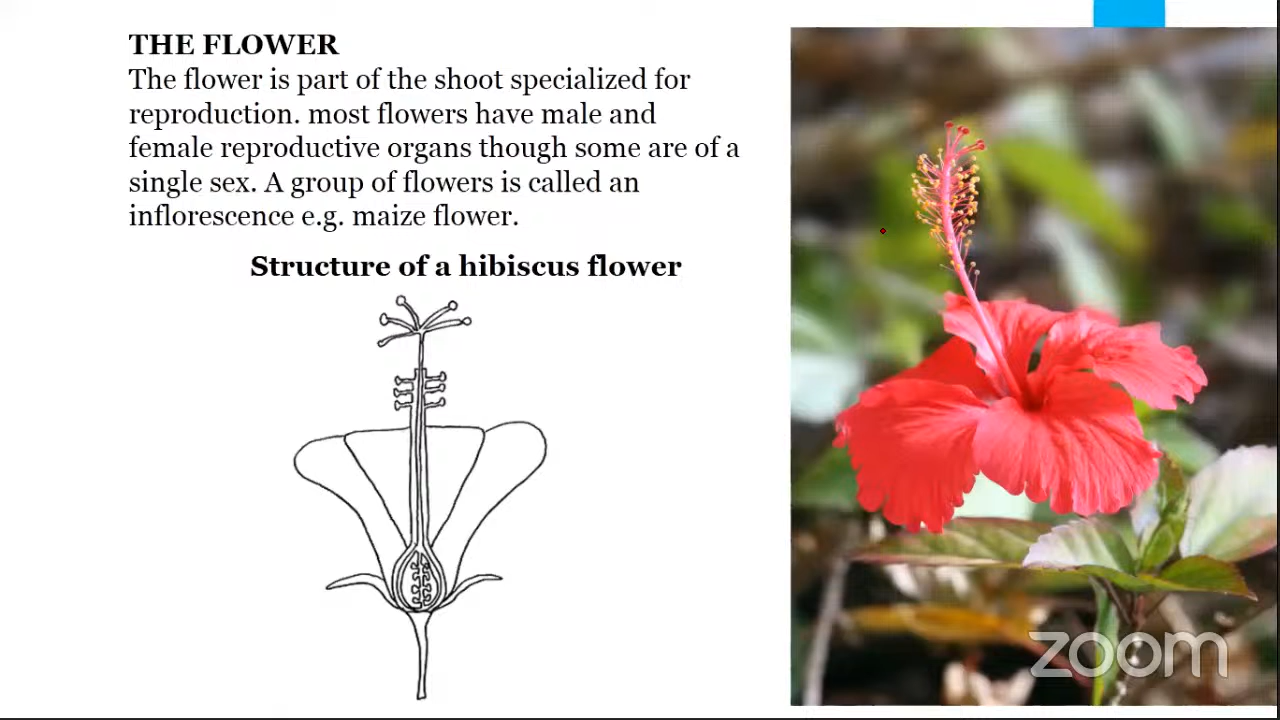 THE FLOWER
The flower is part of the shoot specialized for
reproduction. most flowers have male and
female reproductive organs though some are of a
single sex. A group of flowers is called an
inflorescence e.g. maize flower.
Structure of a hibiscus flower
zoom